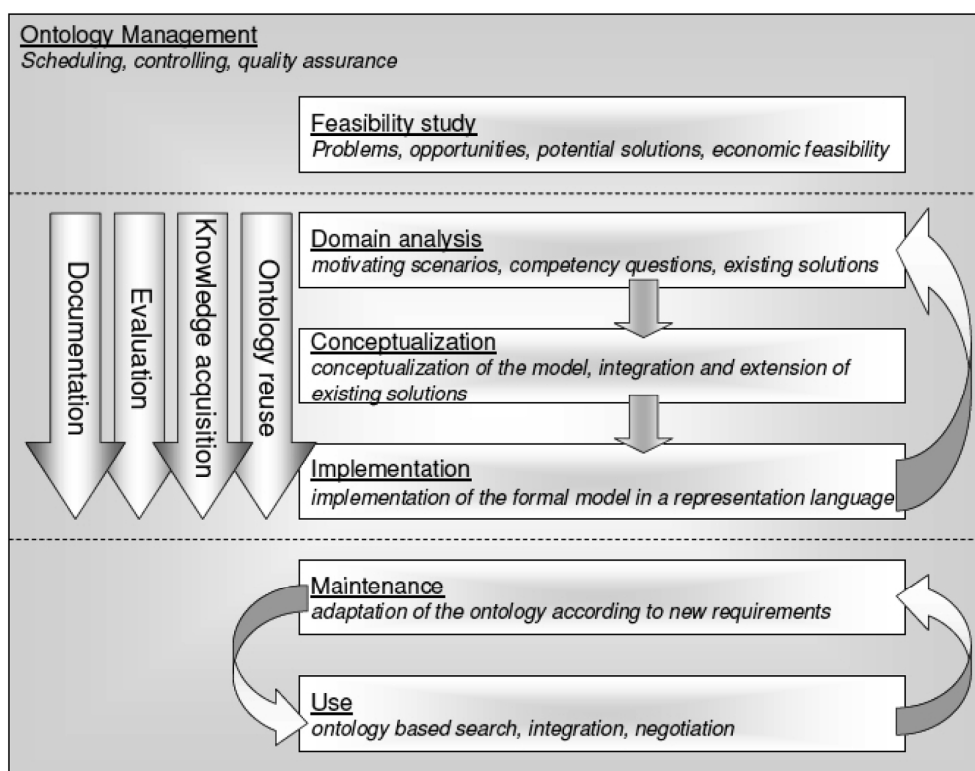 Ontology Management
Scheduling, controlling, quality assurance
Feasibility study
Problems, opportunities, potential solutions, economic feasibility
Documentation
Evaluation
Knowledge acquisition
Ontology reuse
Domain analysis
motivating scenarios, competency questions, existing solutions
Conceptualization
conceptualization of the model, integration and extension of
existing solutions
Implementation
implementation of the formal model in a representation language
Maintenance
adaptation of the ontology according to new requirements
Use
ontology based search, integration, negotiation